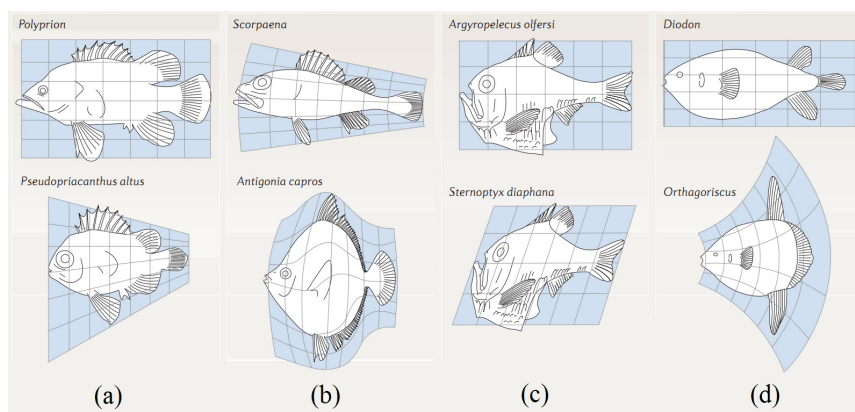 Polyprion
Scorpaena
Argyropelecus olfersi
Diodon
Pseudopriacanthus altus
Antigonia capros
Sternoptyx diaphana
Orthagoriscus
(a)
(b)
(c)
(d)